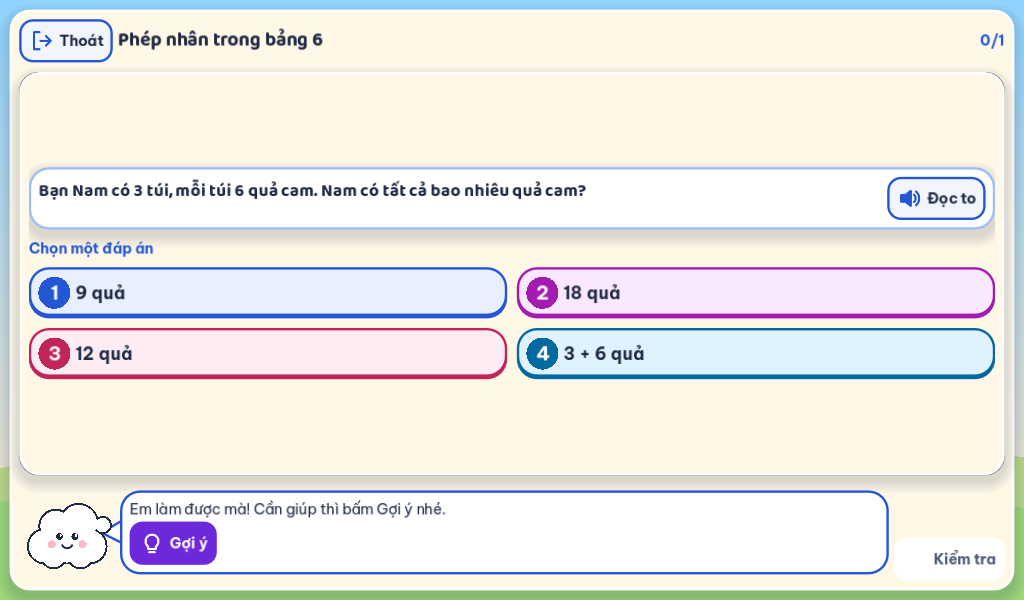 Thoát
Phép nhân trong bảng 6
0/1
Bạn Nam có 3 túi, mỗi túi 6 quả cam. Nam có tất cả bao nhiêu quả cam?
Đọc to
Chọn một đáp án
1 9 quả
2 18 quả
3 12 quả
4 3 + 6 quả
Em làm được mà! Cần giúp thì bấm Gợi ý nhé.
Gợi ý
Kiểm tra